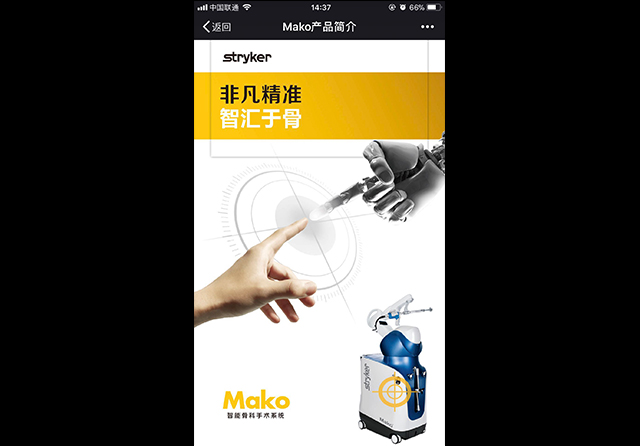 中国联通 14:37 66%
返回 Mako产品简介
stryker
非凡精准
智汇于骨
stryker
Mako
智能骨科手术系统